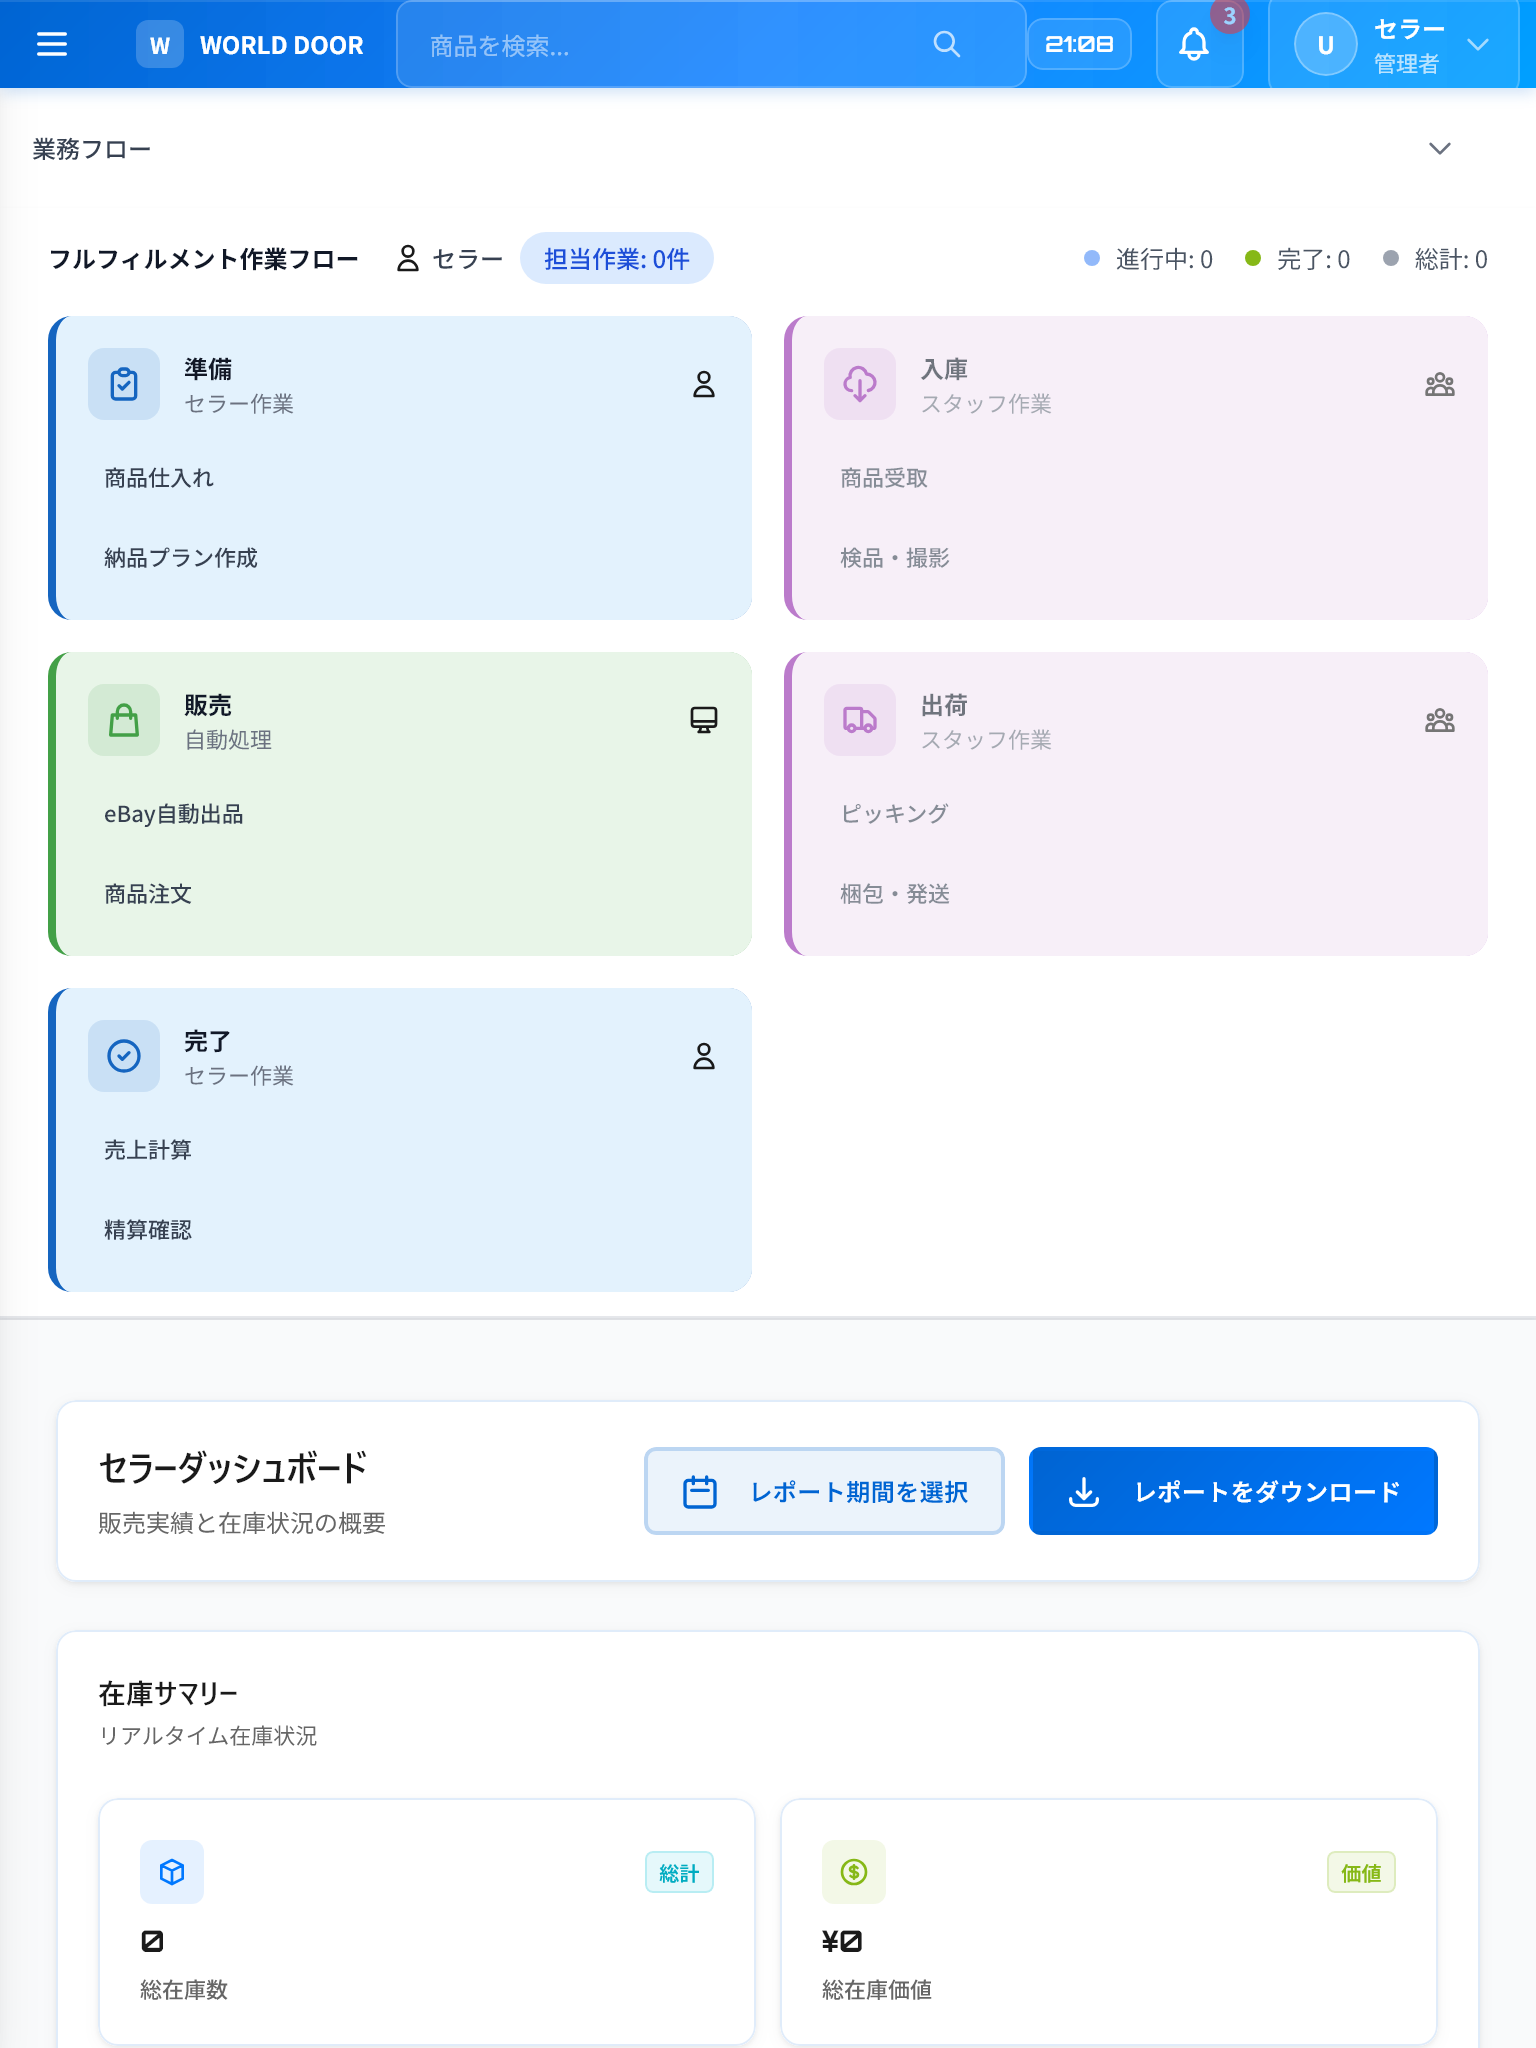 W WORLD DOOR 商品を検索... 21:08 3 U セラー
管理者
業務フロー
フルフィルメント作業フロー セラー 担当作業: 0件 進行中: 0 完了: 0 総計: 0
準備
セラー作業
商品仕入れ
納品プラン作成
入庫
スタッフ作業
商品受取
検品・撮影
販売
自動処理
eBay自動出品
商品注文
出荷
スタッフ作業
ピッキング
梱包・発送
完了
セラー作業
売上計算
精算確認
セラーダッシュボード
販売実績と在庫状況の概要
レポート期間を選択
レポートをダウンロード
在庫サマリー
リアルタイム在庫状況
総計
0
総在庫数
価値
¥0
総在庫価値